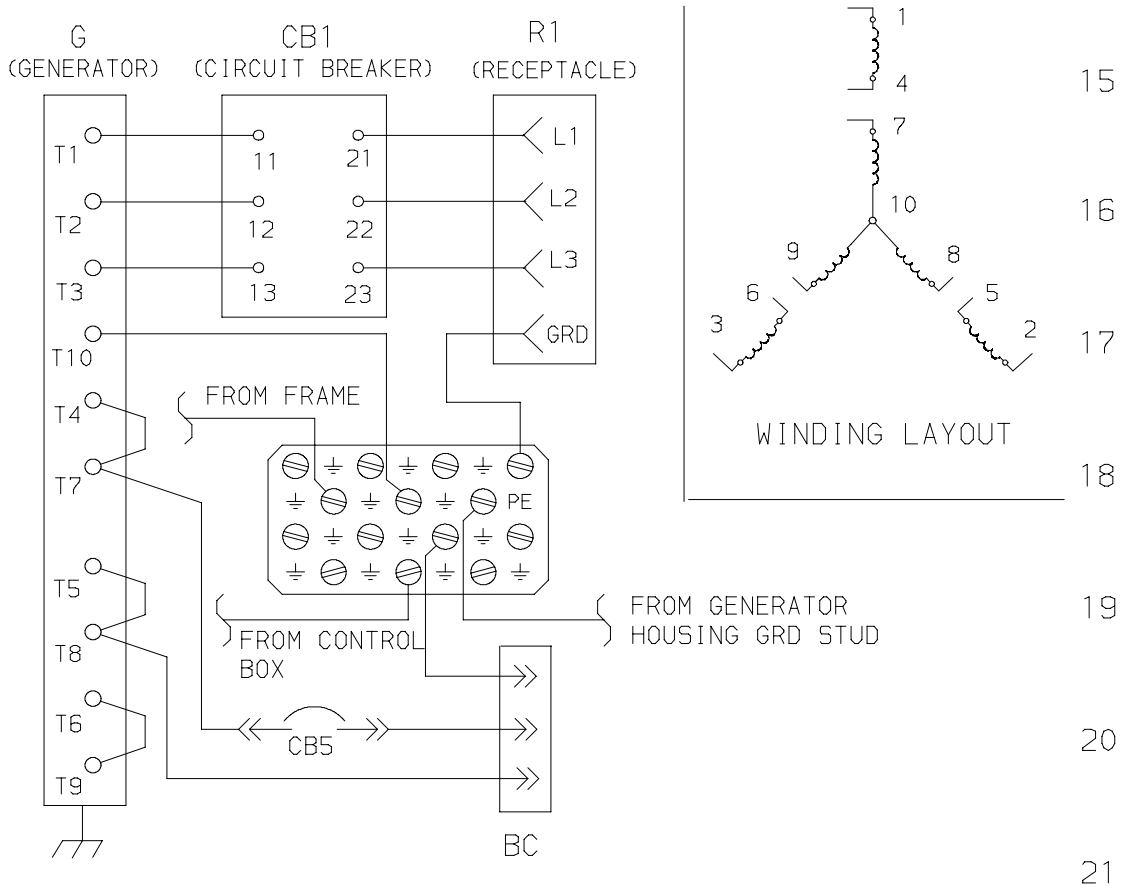 G
(GENERATOR)
CB1
(CIRCUIT BREAKER)
R1
(RECEPTACLE)
T1
11
21
L1
T2
12
22
L2
T3
13
23
L3
T10
GRD
T4
FROM FRAME
T7
PE
T5
T8
FROM CONTROL
BOX
FROM GENERATOR
HOUSING GRD STUD
T6
CB5
T9
BC
1
4
7
10
9
8
6
5
3
2
WINDING LAYOUT
15
16
17
18
19
20
21